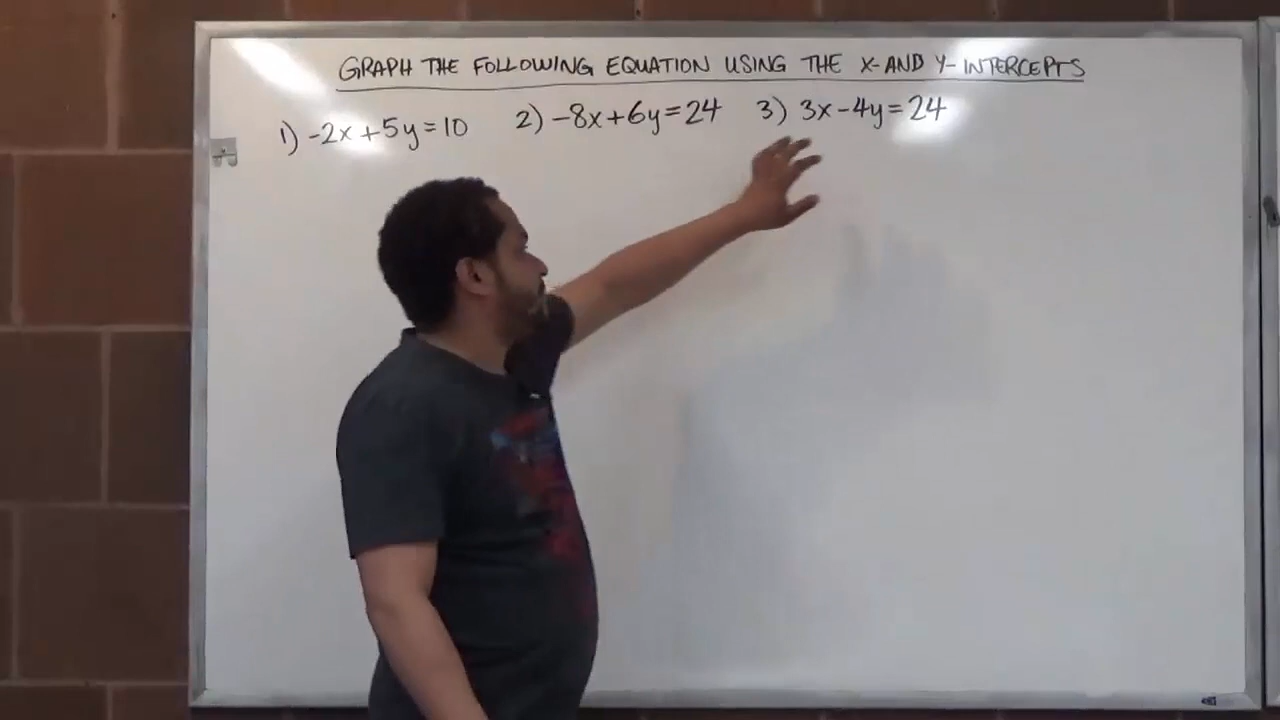 GRAPH THE FOLLOWING EQUATION USING THE X- AND Y-INTERCEPTS
1) -2x+5y=10 2) -8x+6y=24 3) 3x-4y=24